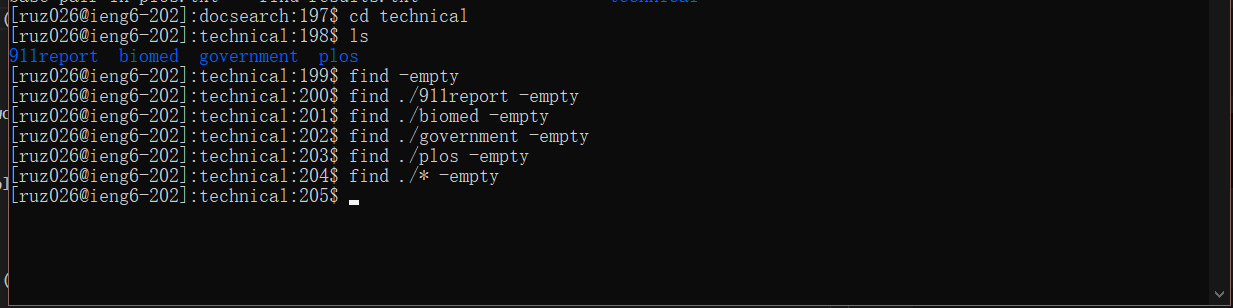 [ruz026@ieng6-202]:docsearch:197$ cd technical
[ruz026@ieng6-202]:technical:198$ ls
911report  biomed  government  plos
[ruz026@ieng6-202]:technical:199$ find -empty
[ruz026@ieng6-202]:technical:200$ find ./911report -empty
[ruz026@ieng6-202]:technical:201$ find ./biomed -empty
[ruz026@ieng6-202]:technical:202$ find ./government -empty
[ruz026@ieng6-202]:technical:203$ find ./plos -empty
[ruz026@ieng6-202]:technical:204$ find ./* -empty
[ruz026@ieng6-202]:technical:205$